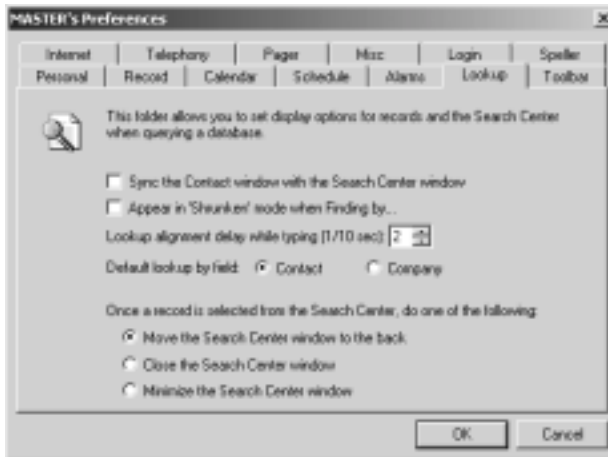 MASTER's Preferences
Internet Telephony Pager Misc Login Speller
Personal Record Calendar Schedule Alarms Lookup Toolbar
This folder allows you to set display options for records and the Search Center
when querying a database.
Sync the Contact window with the Search Center window
Appear in 'Shrunken' mode when Finding by...
Lookup alignment delay while typing (1/10 sec): 2
Default lookup by field: Contact Company
Once a record is selected from the Search Center, do one of the following:
Move the Search Center window to the back
Close the Search Center window
Minimize the Search Center window
OK Cancel